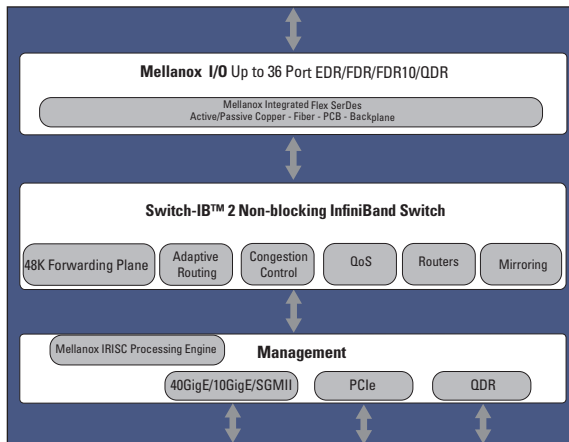 Mellanox I/O Up to 36 Port EDR/FDR/FDR10/QDR
Mellanox Integrated Flex SerDes
Active/Passive Copper - Fiber - PCB - Backplane
Switch-IB™ 2 Non-blocking InfiniBand Switch
48K Forwarding Plane
Adaptive
Routing
Congestion
Control
QoS
Routers
Mirroring
Mellanox IRISC Processing Engine
Management
40GigE/10GigE/SGMII
PCIe
QDR